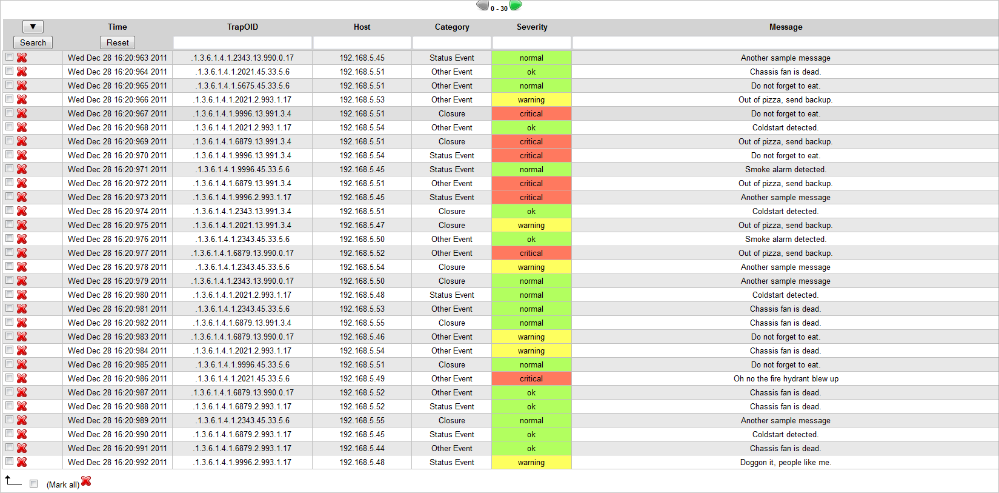 0 - 30
▼ Time TrapOID Host Category Severity Message
Search Reset
Wed Dec 28 16:20:963 2011 .1.3.6.1.4.1.2343.13.990.0.17 192.168.5.45 Status Event normal Another sample message
Wed Dec 28 16:20:964 2011 .1.3.6.1.4.1.2021.45.33.5.6 192.168.5.51 Other Event ok Chassis fan is dead.
Wed Dec 28 16:20:965 2011 .1.3.6.1.4.1.5675.45.33.5.6 192.168.5.51 Other Event normal Do not forget to eat.
Wed Dec 28 16:20:966 2011 .1.3.6.1.4.1.2021.2.993.1.17 192.168.5.53 Other Event warning Out of pizza, send backup.
Wed Dec 28 16:20:967 2011 .1.3.6.1.4.1.9996.13.991.3.4 192.168.5.51 Closure critical Do not forget to eat.
Wed Dec 28 16:20:968 2011 .1.3.6.1.4.1.2021.2.993.1.17 192.168.5.54 Other Event ok Coldstart detected.
Wed Dec 28 16:20:969 2011 .1.3.6.1.4.1.6879.13.991.3.4 192.168.5.51 Closure critical Out of pizza, send backup.
Wed Dec 28 16:20:970 2011 .1.3.6.1.4.1.9996.13.991.3.4 192.168.5.54 Status Event critical Do not forget to eat.
Wed Dec 28 16:20:971 2011 .1.3.6.1.4.1.9996.45.33.5.6 192.168.5.45 Status Event normal Smoke alarm detected.
Wed Dec 28 16:20:972 2011 .1.3.6.1.4.1.6879.13.991.3.4 192.168.5.51 Other Event critical Out of pizza, send backup.
Wed Dec 28 16:20:973 2011 .1.3.6.1.4.1.9996.2.993.1.17 192.168.5.45 Status Event critical Another sample message
Wed Dec 28 16:20:974 2011 .1.3.6.1.4.1.2343.13.991.3.4 192.168.5.51 Closure ok Coldstart detected.
Wed Dec 28 16:20:975 2011 .1.3.6.1.4.1.2021.13.991.3.4 192.168.5.47 Closure warning Out of pizza, send backup.
Wed Dec 28 16:20:976 2011 .1.3.6.1.4.1.2343.45.33.5.6 192.168.5.50 Other Event ok Smoke alarm detected.
Wed Dec 28 16:20:977 2011 .1.3.6.1.4.1.6879.13.990.0.17 192.168.5.52 Other Event critical Out of pizza, send backup.
Wed Dec 28 16:20:978 2011 .1.3.6.1.4.1.2343.45.33.5.6 192.168.5.54 Closure warning Another sample message
Wed Dec 28 16:20:979 2011 .1.3.6.1.4.1.2343.13.990.0.17 192.168.5.50 Closure normal Another sample message
Wed Dec 28 16:20:980 2011 .1.3.6.1.4.1.2021.2.993.1.17 192.168.5.48 Status Event normal Coldstart detected.
Wed Dec 28 16:20:981 2011 .1.3.6.1.4.1.2343.45.33.5.6 192.168.5.53 Other Event normal Chassis fan is dead.
Wed Dec 28 16:20:982 2011 .1.3.6.1.4.1.6879.13.991.3.4 192.168.5.55 Closure normal Chassis fan is dead.
Wed Dec 28 16:20:983 2011 .1.3.6.1.4.1.6879.13.990.0.17 192.168.5.46 Other Event warning Do not forget to eat.
Wed Dec 28 16:20:984 2011 .1.3.6.1.4.1.2021.2.993.1.17 192.168.5.54 Other Event warning Chassis fan is dead.
Wed Dec 28 16:20:985 2011 .1.3.6.1.4.1.9996.45.33.5.6 192.168.5.51 Closure normal Do not forget to eat.
Wed Dec 28 16:20:986 2011 .1.3.6.1.4.1.2021.45.33.5.6 192.168.5.49 Other Event critical Oh no the fire hydrant blew up
Wed Dec 28 16:20:987 2011 .1.3.6.1.4.1.6879.13.990.0.17 192.168.5.52 Other Event ok Chassis fan is dead.
Wed Dec 28 16:20:988 2011 .1.3.6.1.4.1.6879.2.993.1.17 192.168.5.52 Status Event ok Chassis fan is dead.
Wed Dec 28 16:20:989 2011 .1.3.6.1.4.1.2343.45.33.5.6 192.168.5.55 Closure normal Another sample message
Wed Dec 28 16:20:990 2011 .1.3.6.1.4.1.6879.2.993.1.17 192.168.5.45 Status Event ok Coldstart detected.
Wed Dec 28 16:20:991 2011 .1.3.6.1.4.1.6879.2.993.1.17 192.168.5.44 Other Event ok Chassis fan is dead.
Wed Dec 28 16:20:992 2011 .1.3.6.1.4.1.9996.2.993.1.17 192.168.5.48 Status Event warning Doggon it, people like me.
(Mark all)